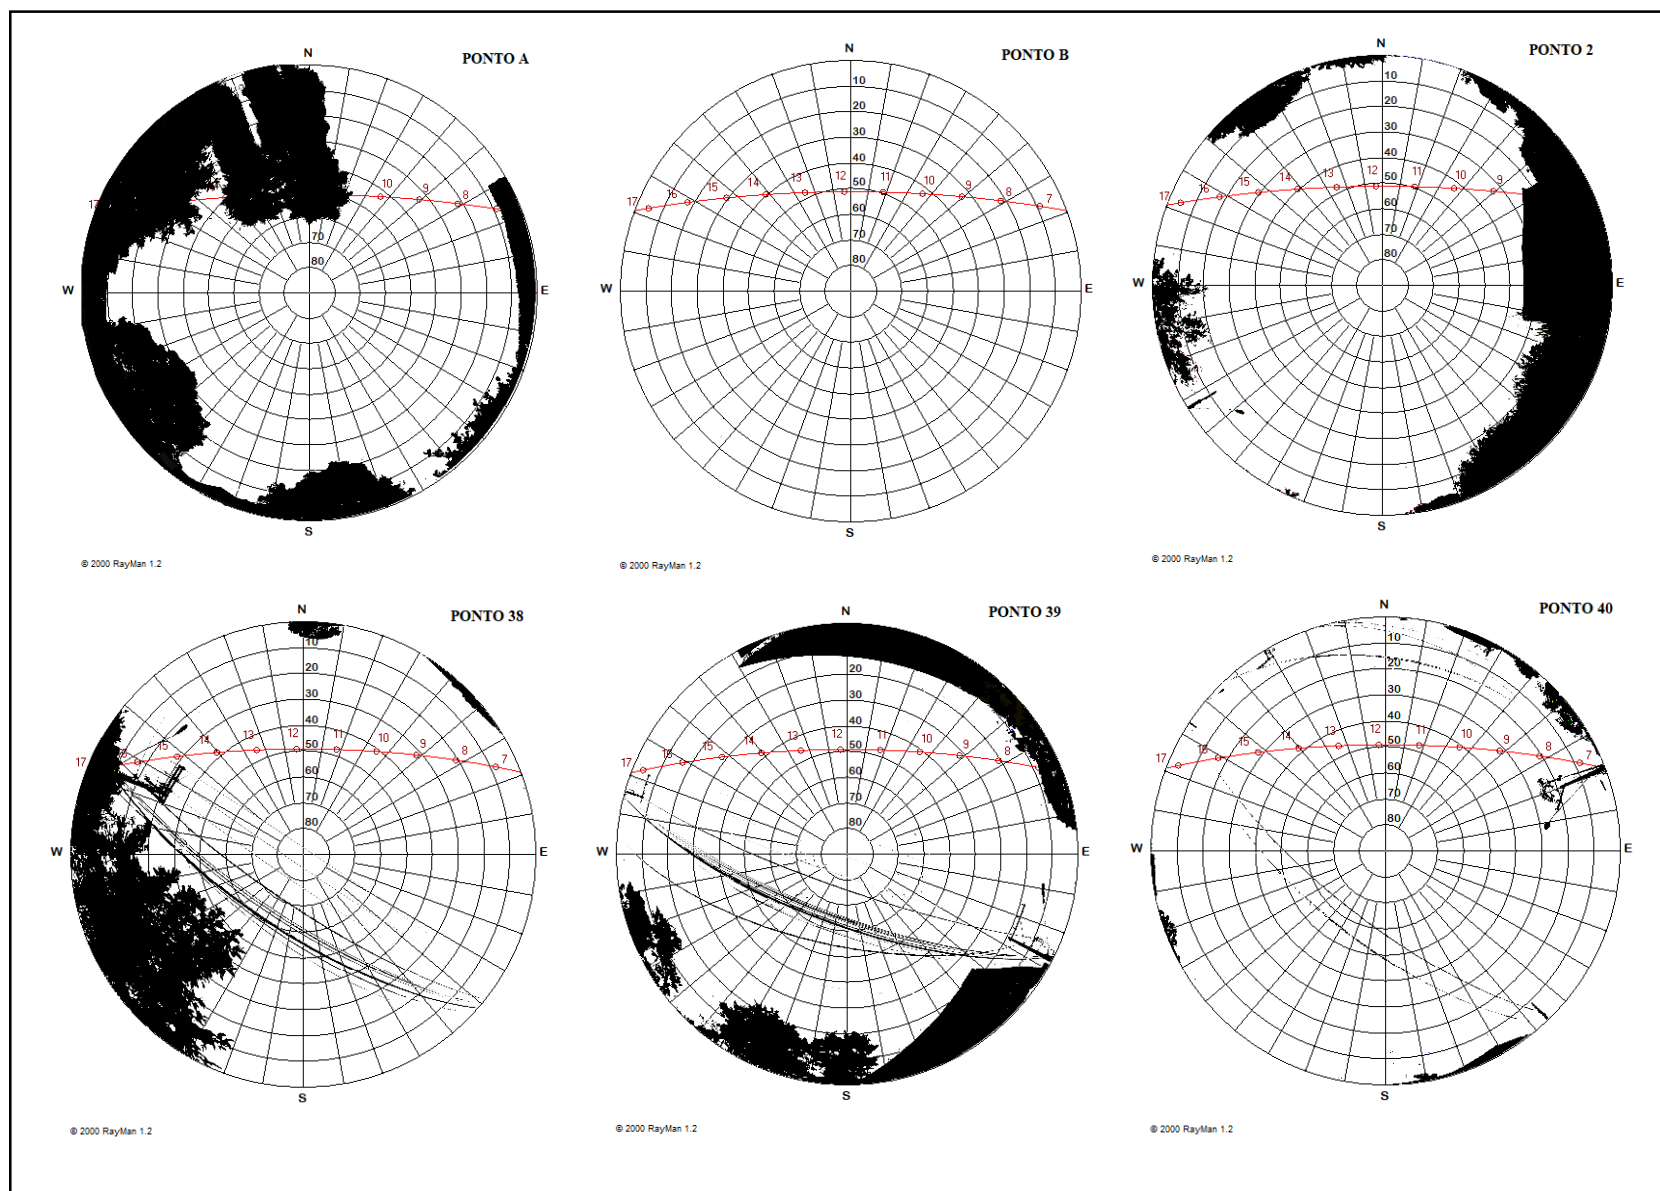 PONTO A
N
10 9 8
17
70
80
W E
S
© 2000 RayMan 1.2
PONTO B
N
10
20
30
40
50
60
70
80
17 16 15 14 13 12 11 10 9 8 7
W E
S
© 2000 RayMan 1.2
PONTO 2
N
10
20
30
40
50
60
70
80
17 16 15 14 13 12 11 10 9
W E
S
© 2000 RayMan 1.2
PONTO 38
N
10
20
30
40
50
60
70
80
17 15 14 13 12 11 10 9 8 7
W E
S
© 2000 RayMan 1.2
PONTO 39
N
20
30
40
50
60
70
80
17 16 15 14 13 12 11 10 9 8
W E
S
© 2000 RayMan 1.2
PONTO 40
N
10
20
30
40
50
60
70
80
17 16 15 14 13 12 11 10 9 8 7
W E
S
© 2000 RayMan 1.2